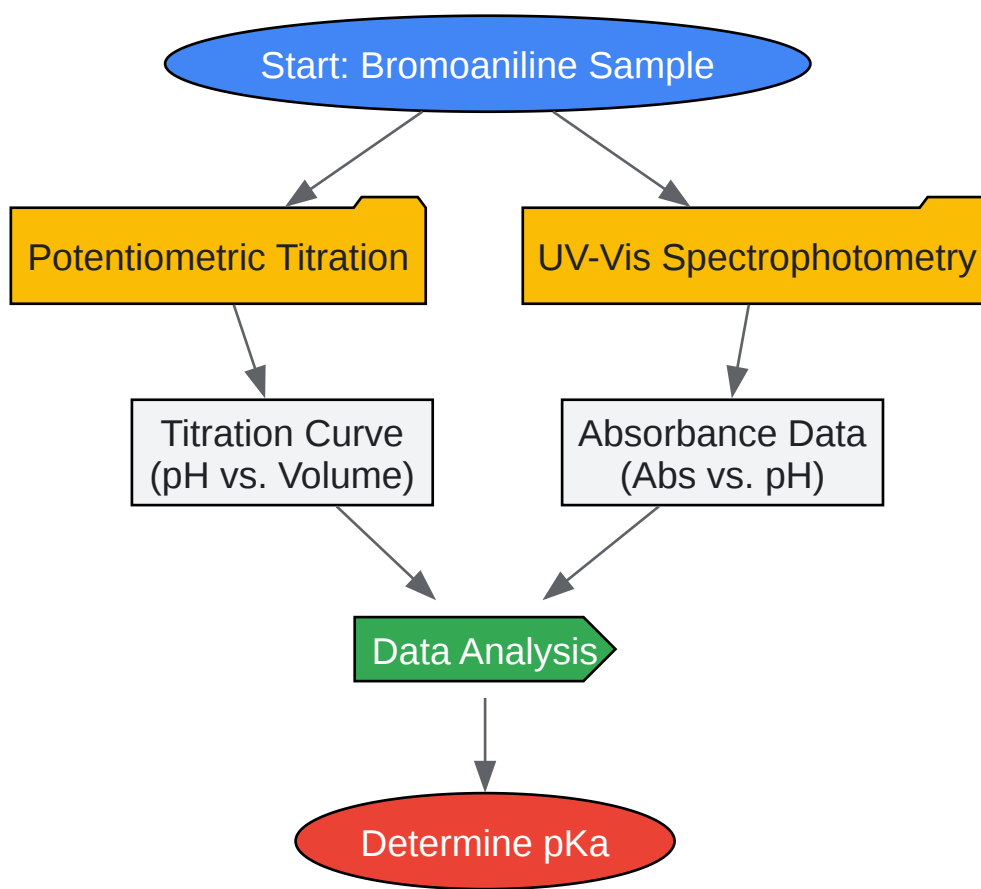 Start: Bromoaniline Sample
Potentiometric Titration
UV-Vis Spectrophotometry
Titration Curve
(pH vs. Volume)
Absorbance Data
(Abs vs. pH)
Data Analysis
Determine pKa